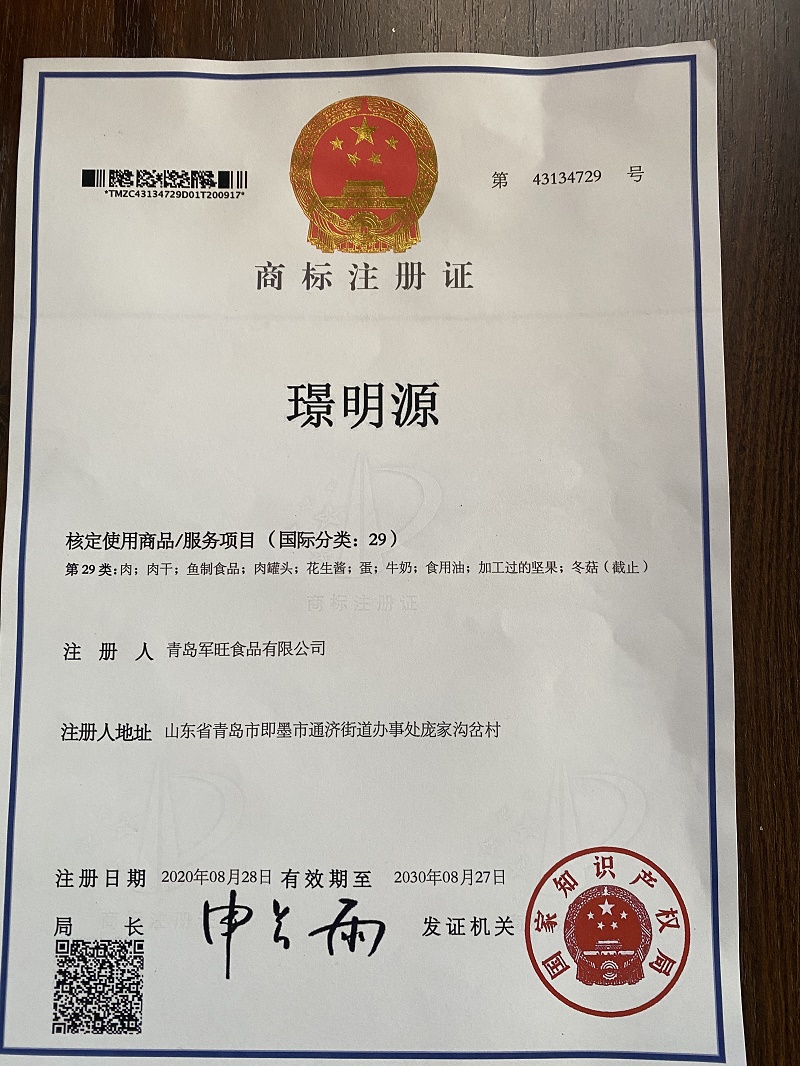 *TMZC43134729D01T200917*
第 43134729 号
商标注册证
璟明源
核定使用商品/服务项目（国际分类：29）
第29类：肉；肉干；鱼制食品；肉罐头；花生酱；蛋；牛奶；食用油；加工过的坚果；冬菇（截止）
商标注册证
注册人 青岛军旺食品有限公司
注册人地址 山东省青岛市即墨市通济街道办事处庞家沟岔村
注册日期 2020年08月28日 有效期至 2030年08月27日
局长 申长雨 发证机关
国家知识产权局